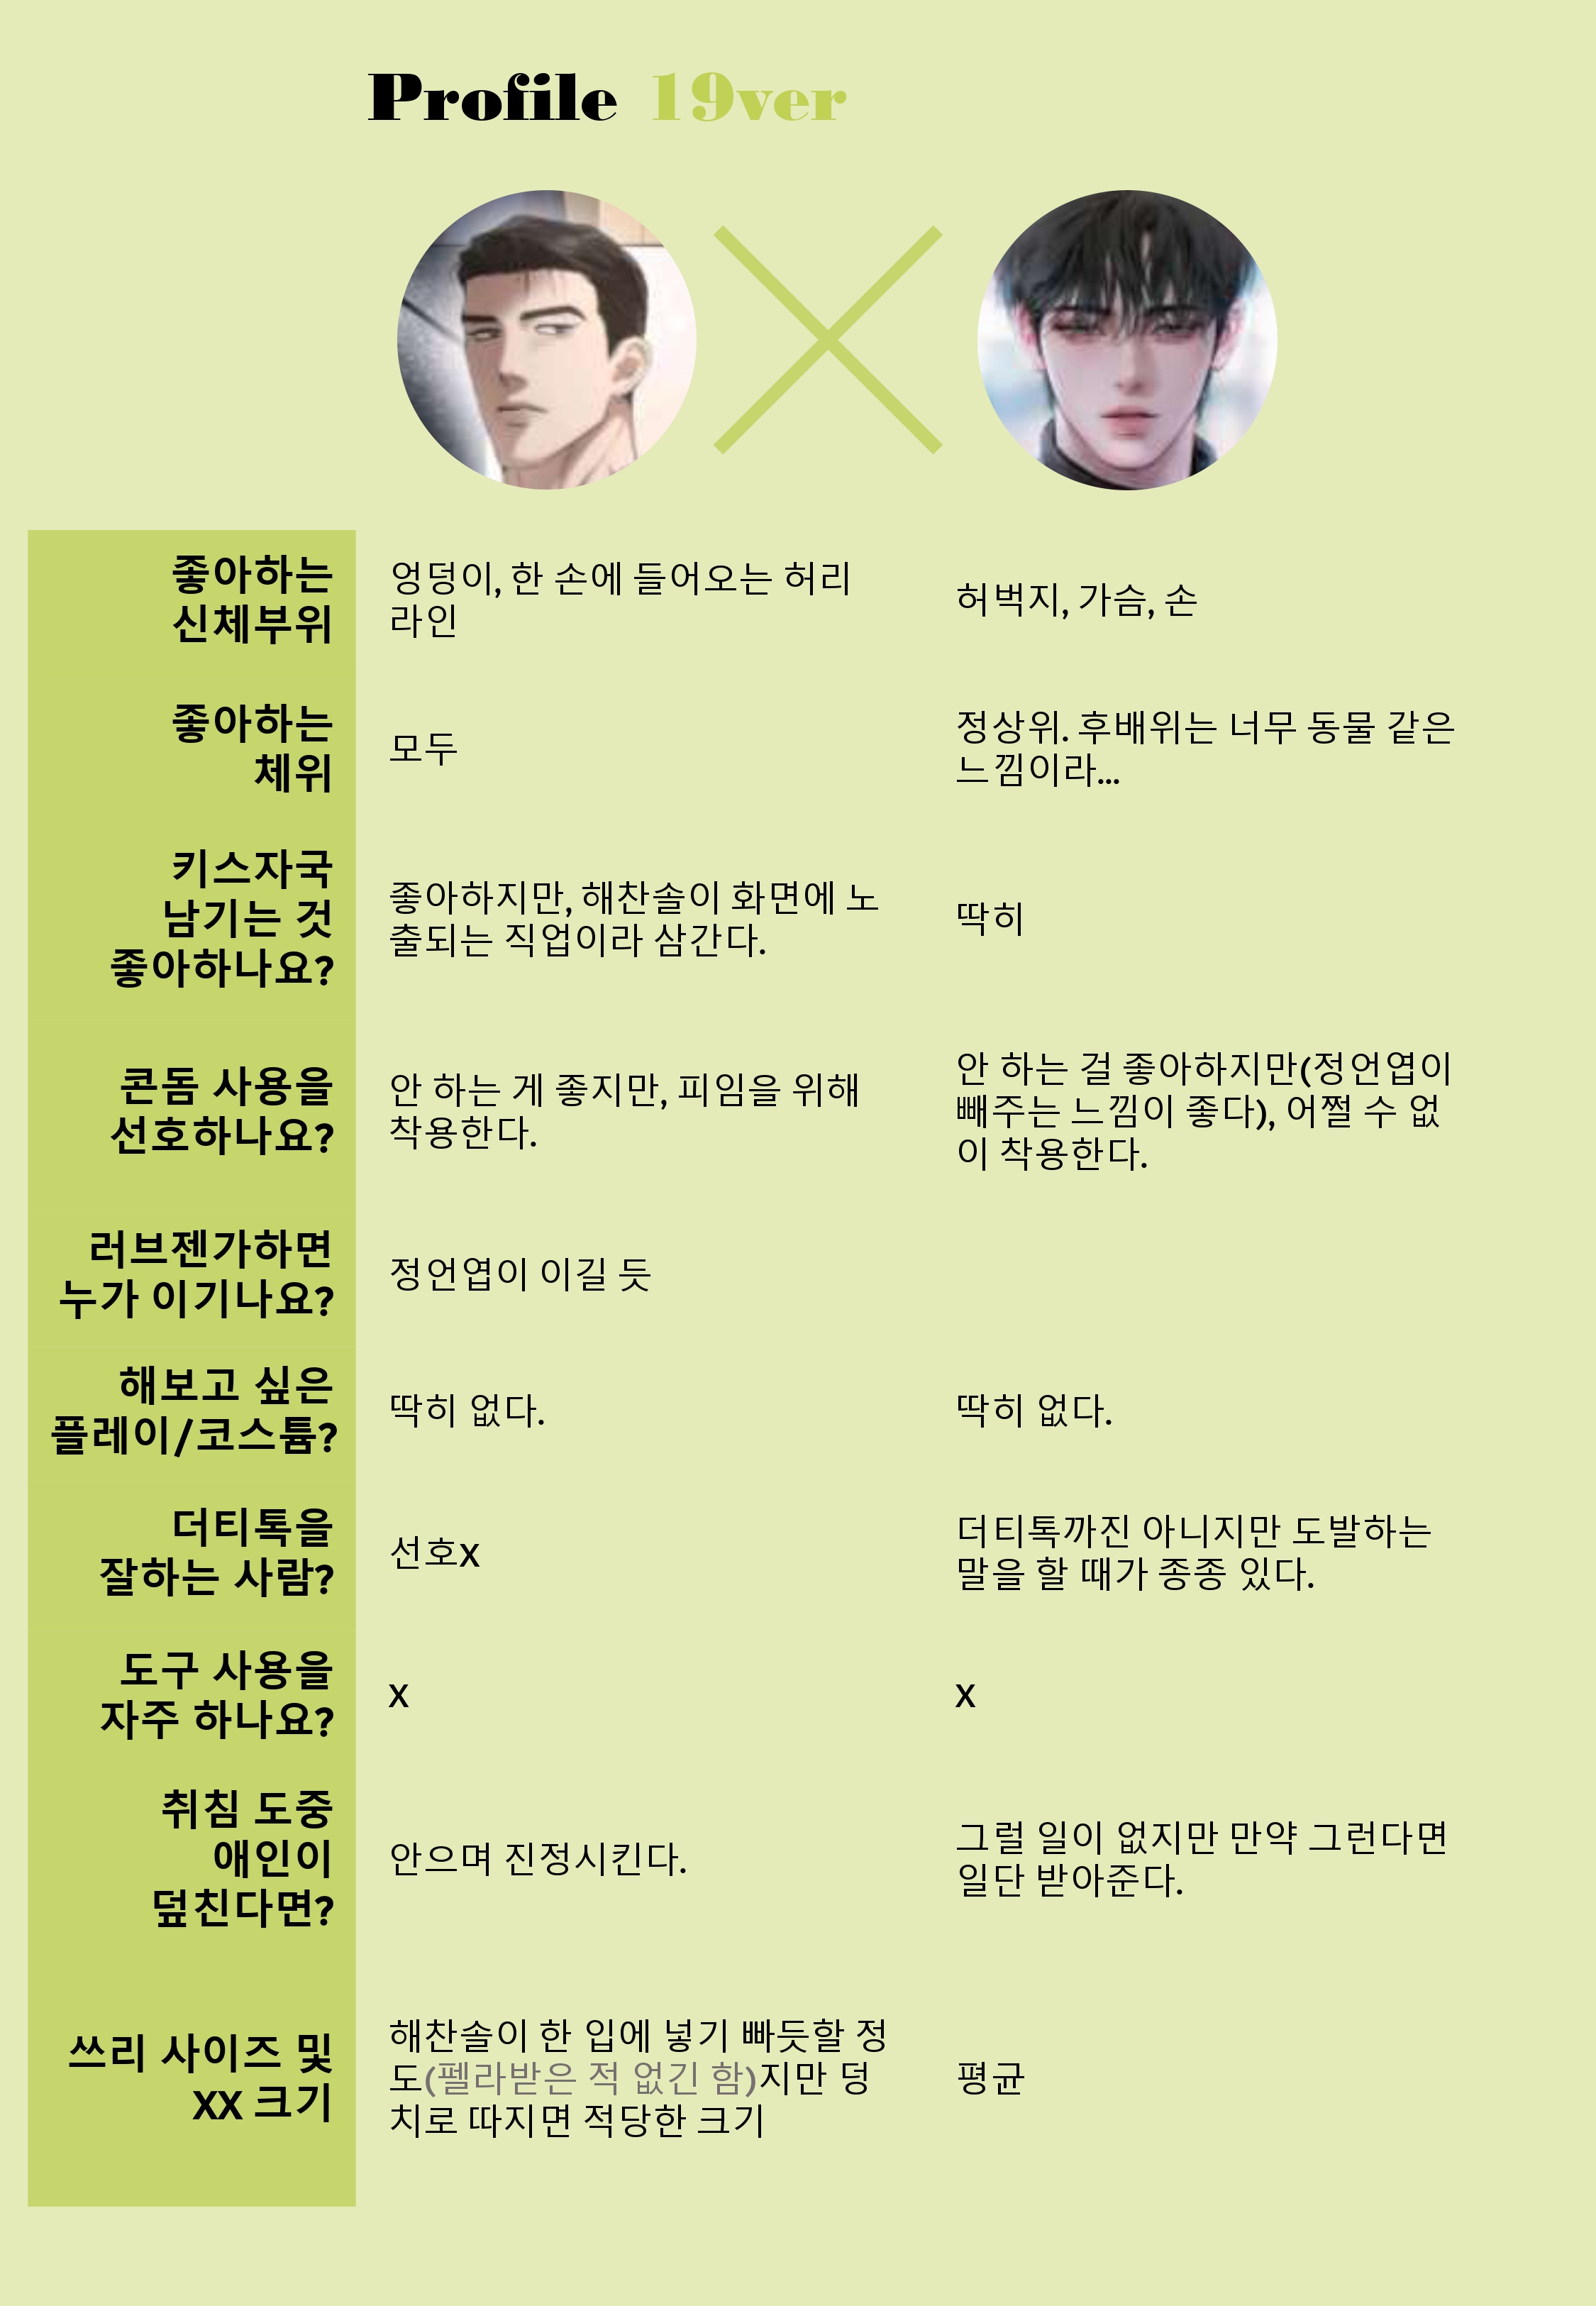 Profile 19ver
좋아하는
신체부위
엉덩이, 한 손에 들어오는 허리
라인
허벅지, 가슴, 손
좋아하는
체위
모두
정상위. 후배위는 너무 동물 같은
느낌이라...
키스자국
남기는 것
좋아하나요?
좋아하지만, 해찬솔이 화면에 노
출되는 직업이라 삼간다.
딱히
콘돔 사용을
선호하나요?
안 하는 게 좋지만, 피임을 위해
착용한다.
안 하는 걸 좋아하지만(정언엽이
빼주는 느낌이 좋다), 어쩔 수 없
이 착용한다.
러브젠가하면
누가 이기나요?
정언엽이 이길 듯
해보고 싶은
플레이/코스튬?
딱히 없다.
딱히 없다.
더티톡을
잘하는 사람?
선호x
더티톡까진 아니지만 도발하는
말을 할 때가 종종 있다.
도구 사용을
자주 하나요?
x
x
취침 도중
애인이
덮친다면?
안으며 진정시킨다.
그럴 일이 없지만 만약 그런다면
일단 받아준다.
쓰리 사이즈 및
XX 크기
해찬솔이 한 입에 넣기 빠듯할 정
도(펠라받은 적 없긴 함)지만 덩
치로 따지면 적당한 크기
평균